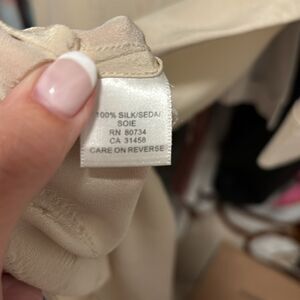 100% SILK/SEDA/
SOIE
RN 80734
CA 31458
CARE ON REVERSE